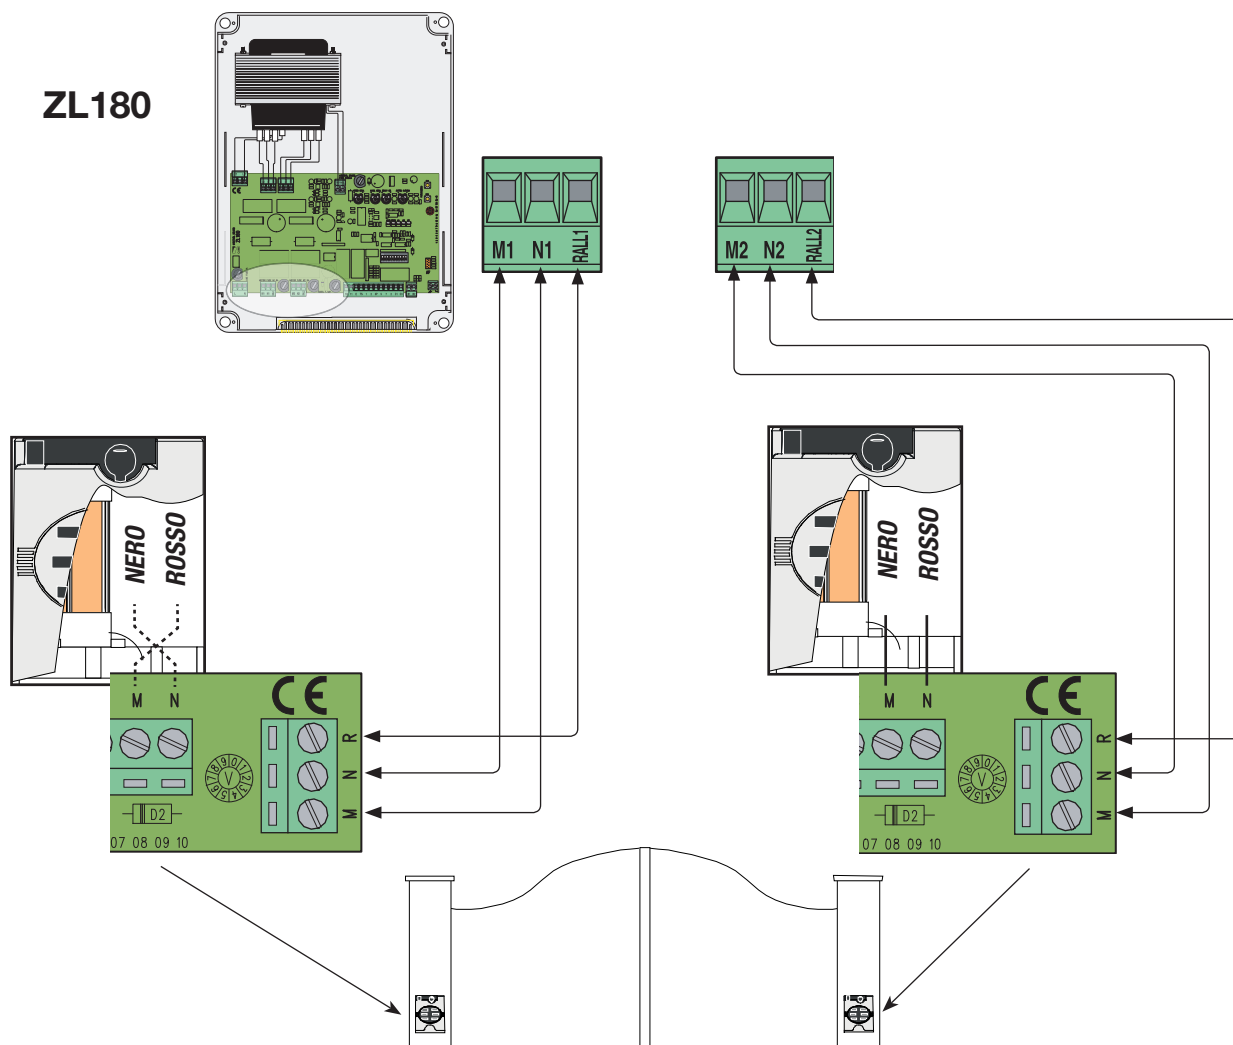 ZL180
M1 N1 RALL1
M2 N2 RALL2
NERO
ROSSO
NERO
ROSSO
M N
CE
R
N
M
V
D2
07 08 09 10
M N
CE
R
N
M
V
D2
07 08 09 10